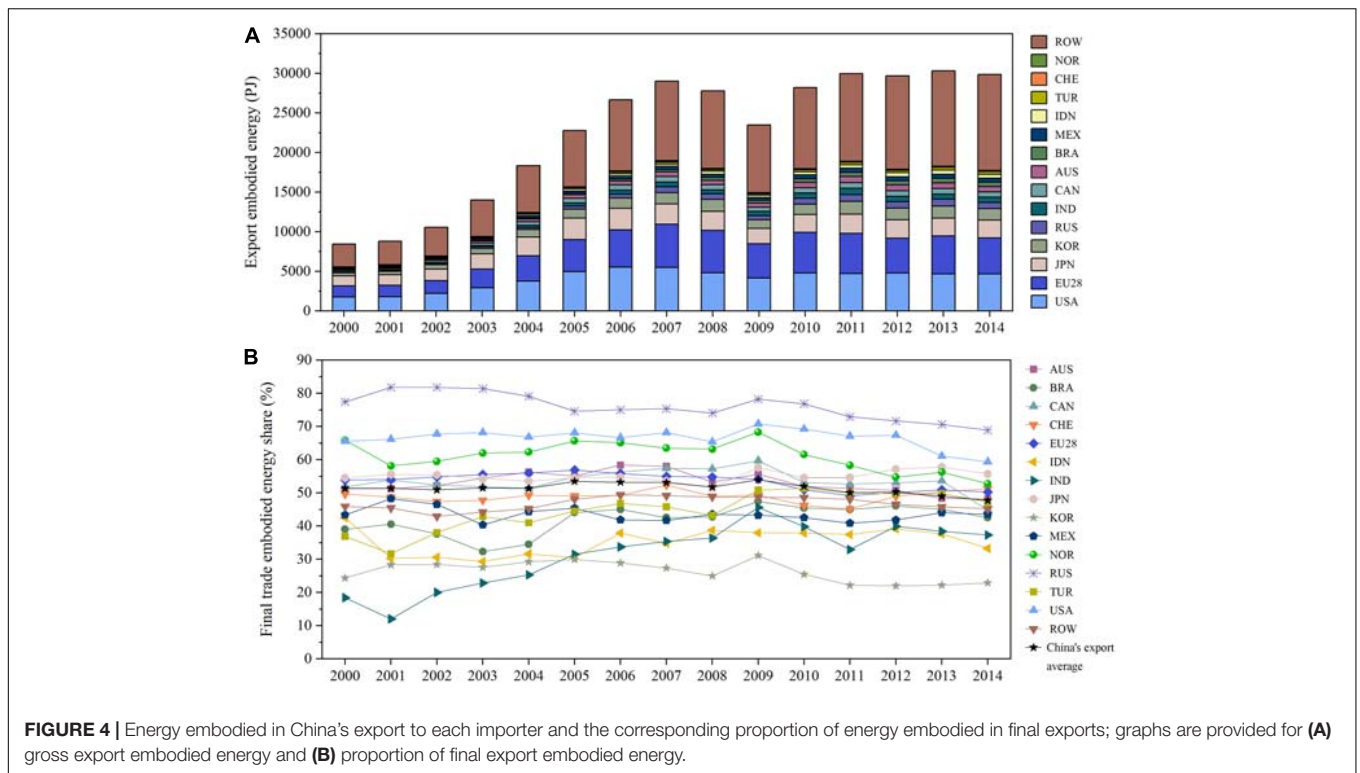 A
Export embodied energy (PJ)
35000
30000
25000
20000
15000
10000
5000
0
2000 2001 2002 2003 2004 2005 2006 2007 2008 2009 2010 2011 2012 2013 2014
ROW
NOR
CHE
TUR
IDN
MEX
BRA
AUS
CAN
IND
RUS
KOR
JPN
EU28
USA
B
Final trade embodied energy share (%)
90
80
70
60
50
40
30
20
10
0
2000 2001 2002 2003 2004 2005 2006 2007 2008 2009 2010 2011 2012 2013 2014
AUS
BRA
CAN
CHE
EU28
IDN
IND
JPN
KOR
MEX
NOR
RUS
TUR
USA
ROW
China's export
average
FIGURE 4 | Energy embodied in China's export to each importer and the corresponding proportion of energy embodied in final exports; graphs are provided for (A)
gross export embodied energy and (B) proportion of final export embodied energy.